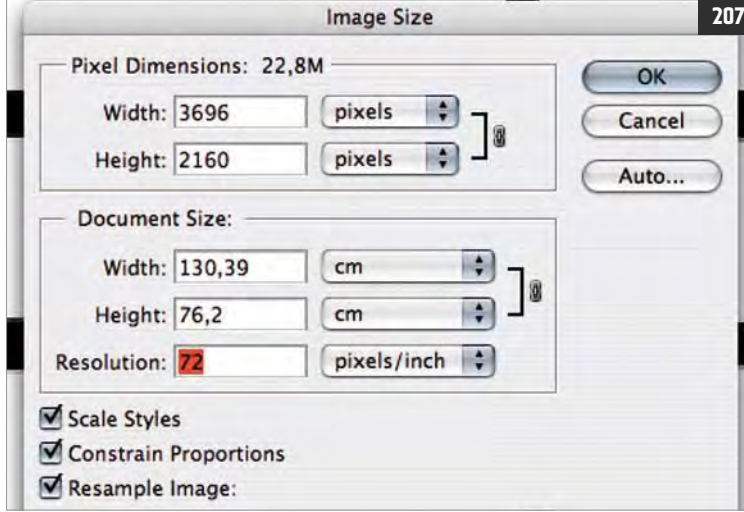 Image Size
207
Pixel Dimensions: 22,8M
OK
Width: 3696 pixels
Cancel
Height: 2160 pixels
Auto...
Document Size:
Width: 130,39 cm
Height: 76,2 cm
Resolution: 72 pixels/inch
Scale Styles
Constrain Proportions
Resample Image: